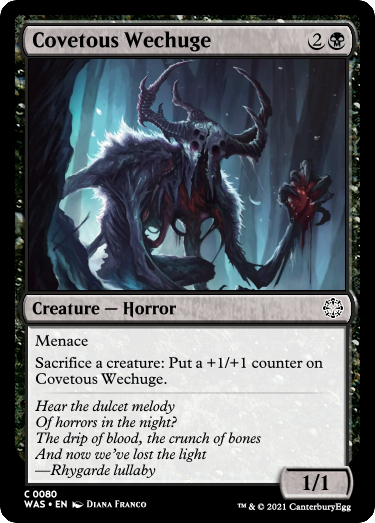 Covetous Wechuge 2
Creature — Horror
Menace
Sacrifice a creature: Put a +1/+1 counter on
Covetous Wechuge.
Hear the dulcet melody
Of horrors in the night?
The drip of blood, the crunch of bones
And now we've lost the light
—Rhygarde lullaby
1/1
C 0080
WAS • EN Diana Franco
™ & © 2021 CanterburyEgg